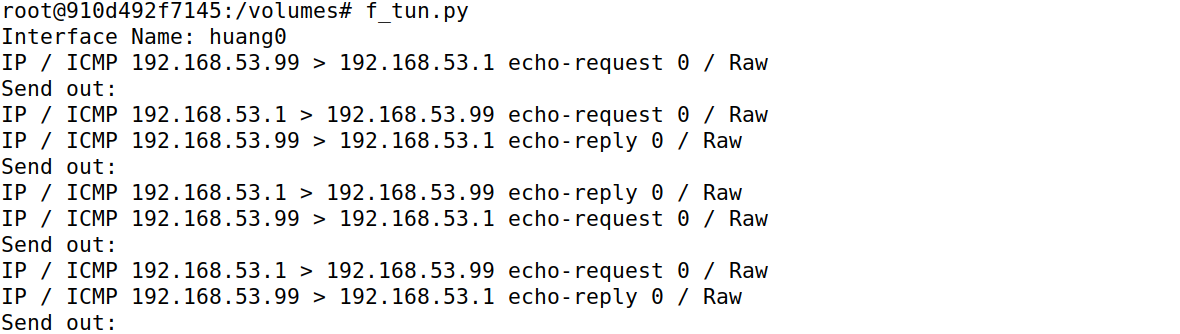 root@910d492f7145:/volumes# f_tun.py
Interface Name: huang0
IP / ICMP 192.168.53.99 > 192.168.53.1 echo-request 0 / Raw
Send out:
IP / ICMP 192.168.53.1 > 192.168.53.99 echo-request 0 / Raw
IP / ICMP 192.168.53.99 > 192.168.53.1 echo-reply 0 / Raw
Send out:
IP / ICMP 192.168.53.1 > 192.168.53.99 echo-reply 0 / Raw
IP / ICMP 192.168.53.99 > 192.168.53.1 echo-request 0 / Raw
Send out:
IP / ICMP 192.168.53.1 > 192.168.53.99 echo-request 0 / Raw
IP / ICMP 192.168.53.99 > 192.168.53.1 echo-reply 0 / Raw
Send out: